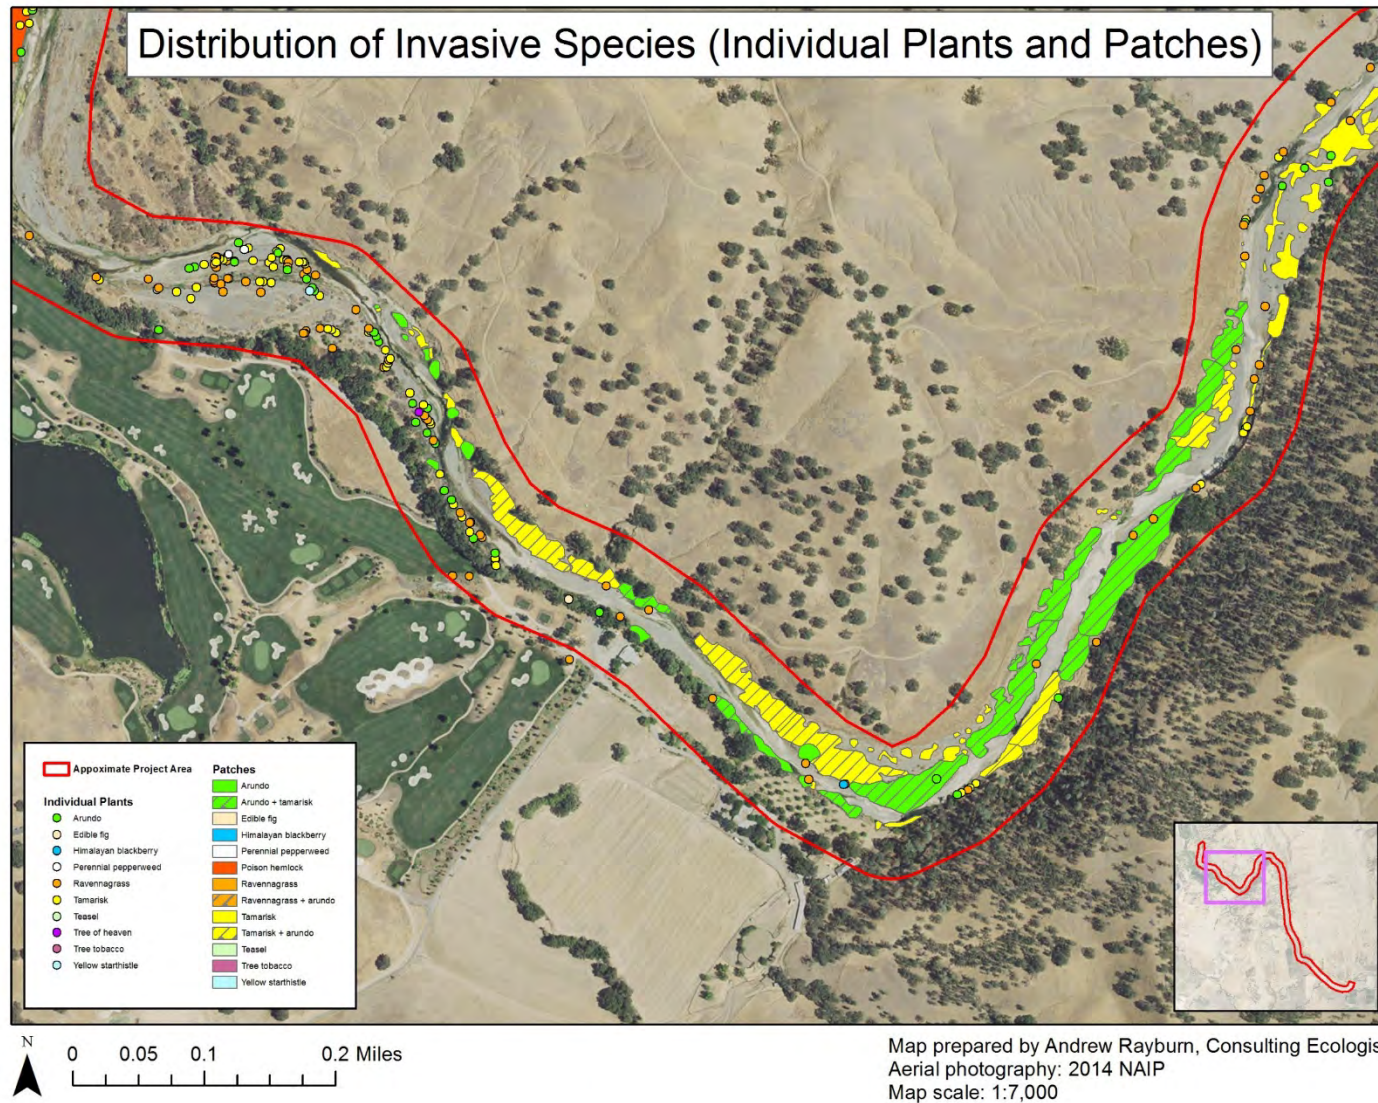 Distribution of Invasive Species (Individual Plants and Patches)
Appoximate Project Area
Individual Plants
Arundo
Edible fig
Himalayan blackberry
Perennial pepperweed
Ravennagrass
Tamarisk
Teasel
Tree of heaven
Tree tobacco
Yellow starthistle
Patches
Arundo
Arundo + tamarisk
Edible fig
Himalayan blackberry
Perennial pepperweed
Poison hemlock
Ravennagrass
Ravennagrass + arundo
Tamarisk
Tamarisk + arundo
Teasel
Tree tobacco
Yellow starthistle
N
0 0.05 0.1 0.2 Miles
Map prepared by Andrew Rayburn, Consulting Ecologis
Aerial photography: 2014 NAIP
Map scale: 1:7,000